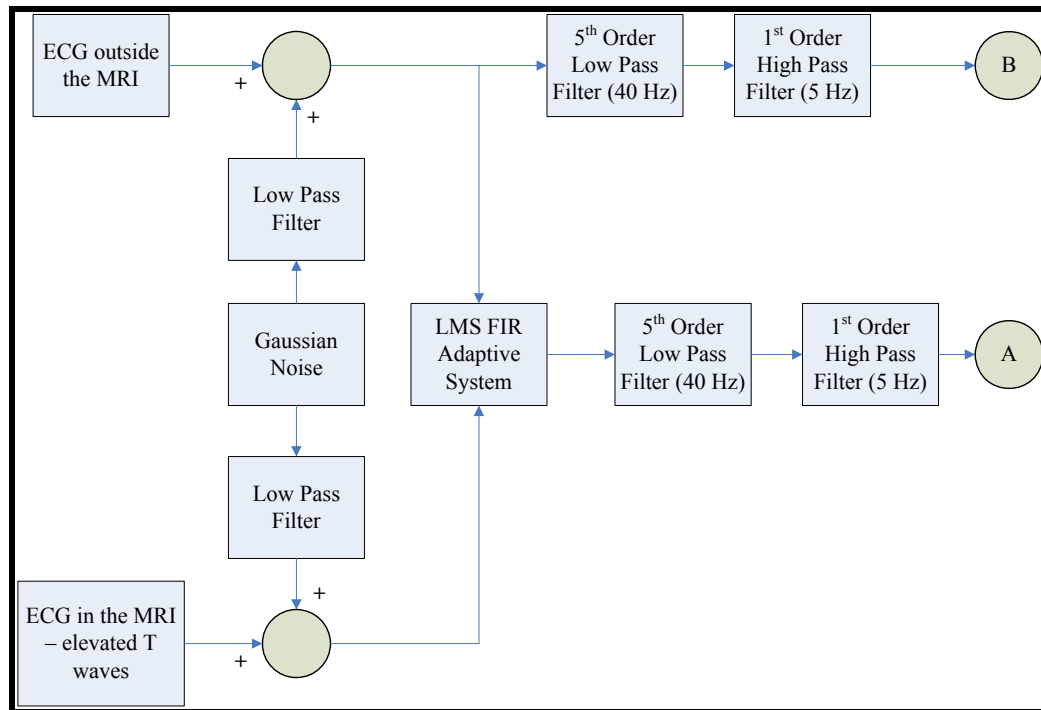 ECG outside
the MRI
+
+
5th Order
Low Pass
Filter (40 Hz)
1st Order
High Pass
Filter (5 Hz)
B
Low Pass
Filter
Gaussian
Noise
LMS FIR
Adaptive
System
5th Order
Low Pass
Filter (40 Hz)
1st Order
High Pass
Filter (5 Hz)
A
Low Pass
Filter
+
ECG in the MRI
– elevated T
waves
+